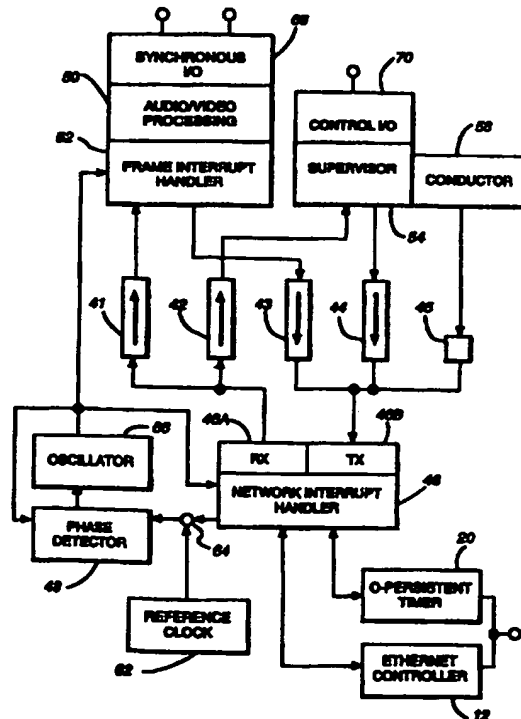 68
SYNCHRONOUS
I/O
50
AUDIO/VIDEO
PROCESSING
52
FRAME INTERRUPT
HANDLER
70
CONTROL I/O
SUPERVISOR
CONDUCTOR
54
41
42
43
44
45
46A
46B
RX
TX
NETWORK INTERRUPT
HANDLER
46
OSCILLATOR
PHASE
DETECTOR
48
64
REFERENCE
CLOCK
62
20
O-PERSISTENT
TIMER
ETHERNET
CONTROLLER
12